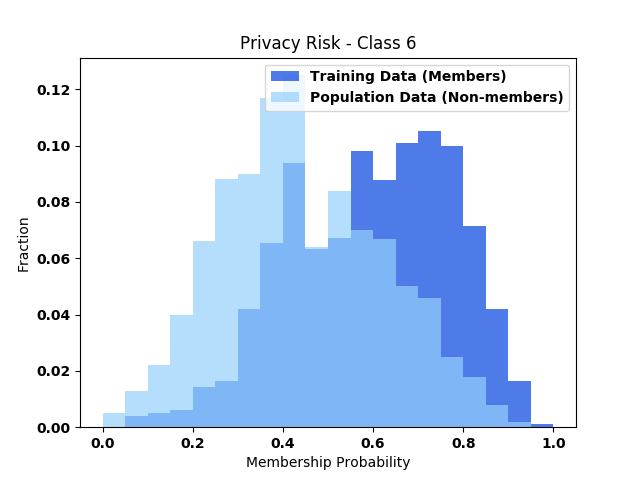 Privacy Risk - Class 6
Training Data (Members)
Population Data (Non-members)
0.12
0.10
0.08
0.06
0.04
0.02
0.00
Fraction
0.0 0.2 0.4 0.6 0.8 1.0
Membership Probability